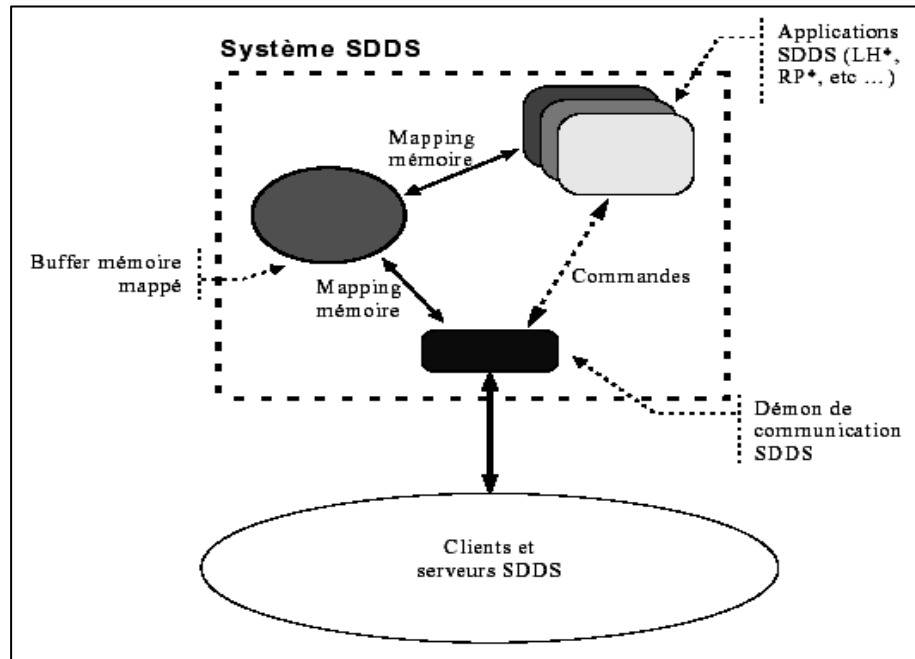 Système SDDS
Applications
SDDS (LH*,
RP*, etc ...)
Mapping
mémoire
Buffer mémoire
mappé
Mapping
mémoire
Commandes
Démon de
communication
SDDS
Clients et
serveurs SDDS